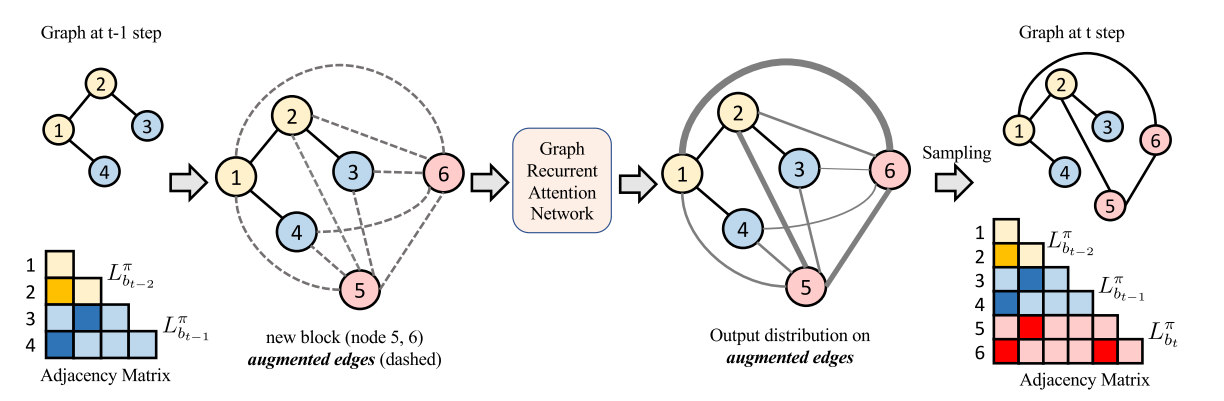 Graph at t-1 step
2
1
3
4
1
2
3
4
$L^{\pi}_{b_{t-2}}$
$L^{\pi}_{b_{t-1}}$
Adjacency Matrix
2
1
3
6
4
5
new block (node 5, 6)
augmented edges (dashed)
Graph
Recurrent
Attention
Network
2
1
3
6
4
5
Output distribution on
augmented edges
Sampling
Graph at t step
2
1
3
6
4
5
1
2
3
4
5
6
$L^{\pi}_{b_{t-2}}$
$L^{\pi}_{b_{t-1}}$
$L^{\pi}_{b_t}$
Adjacency Matrix